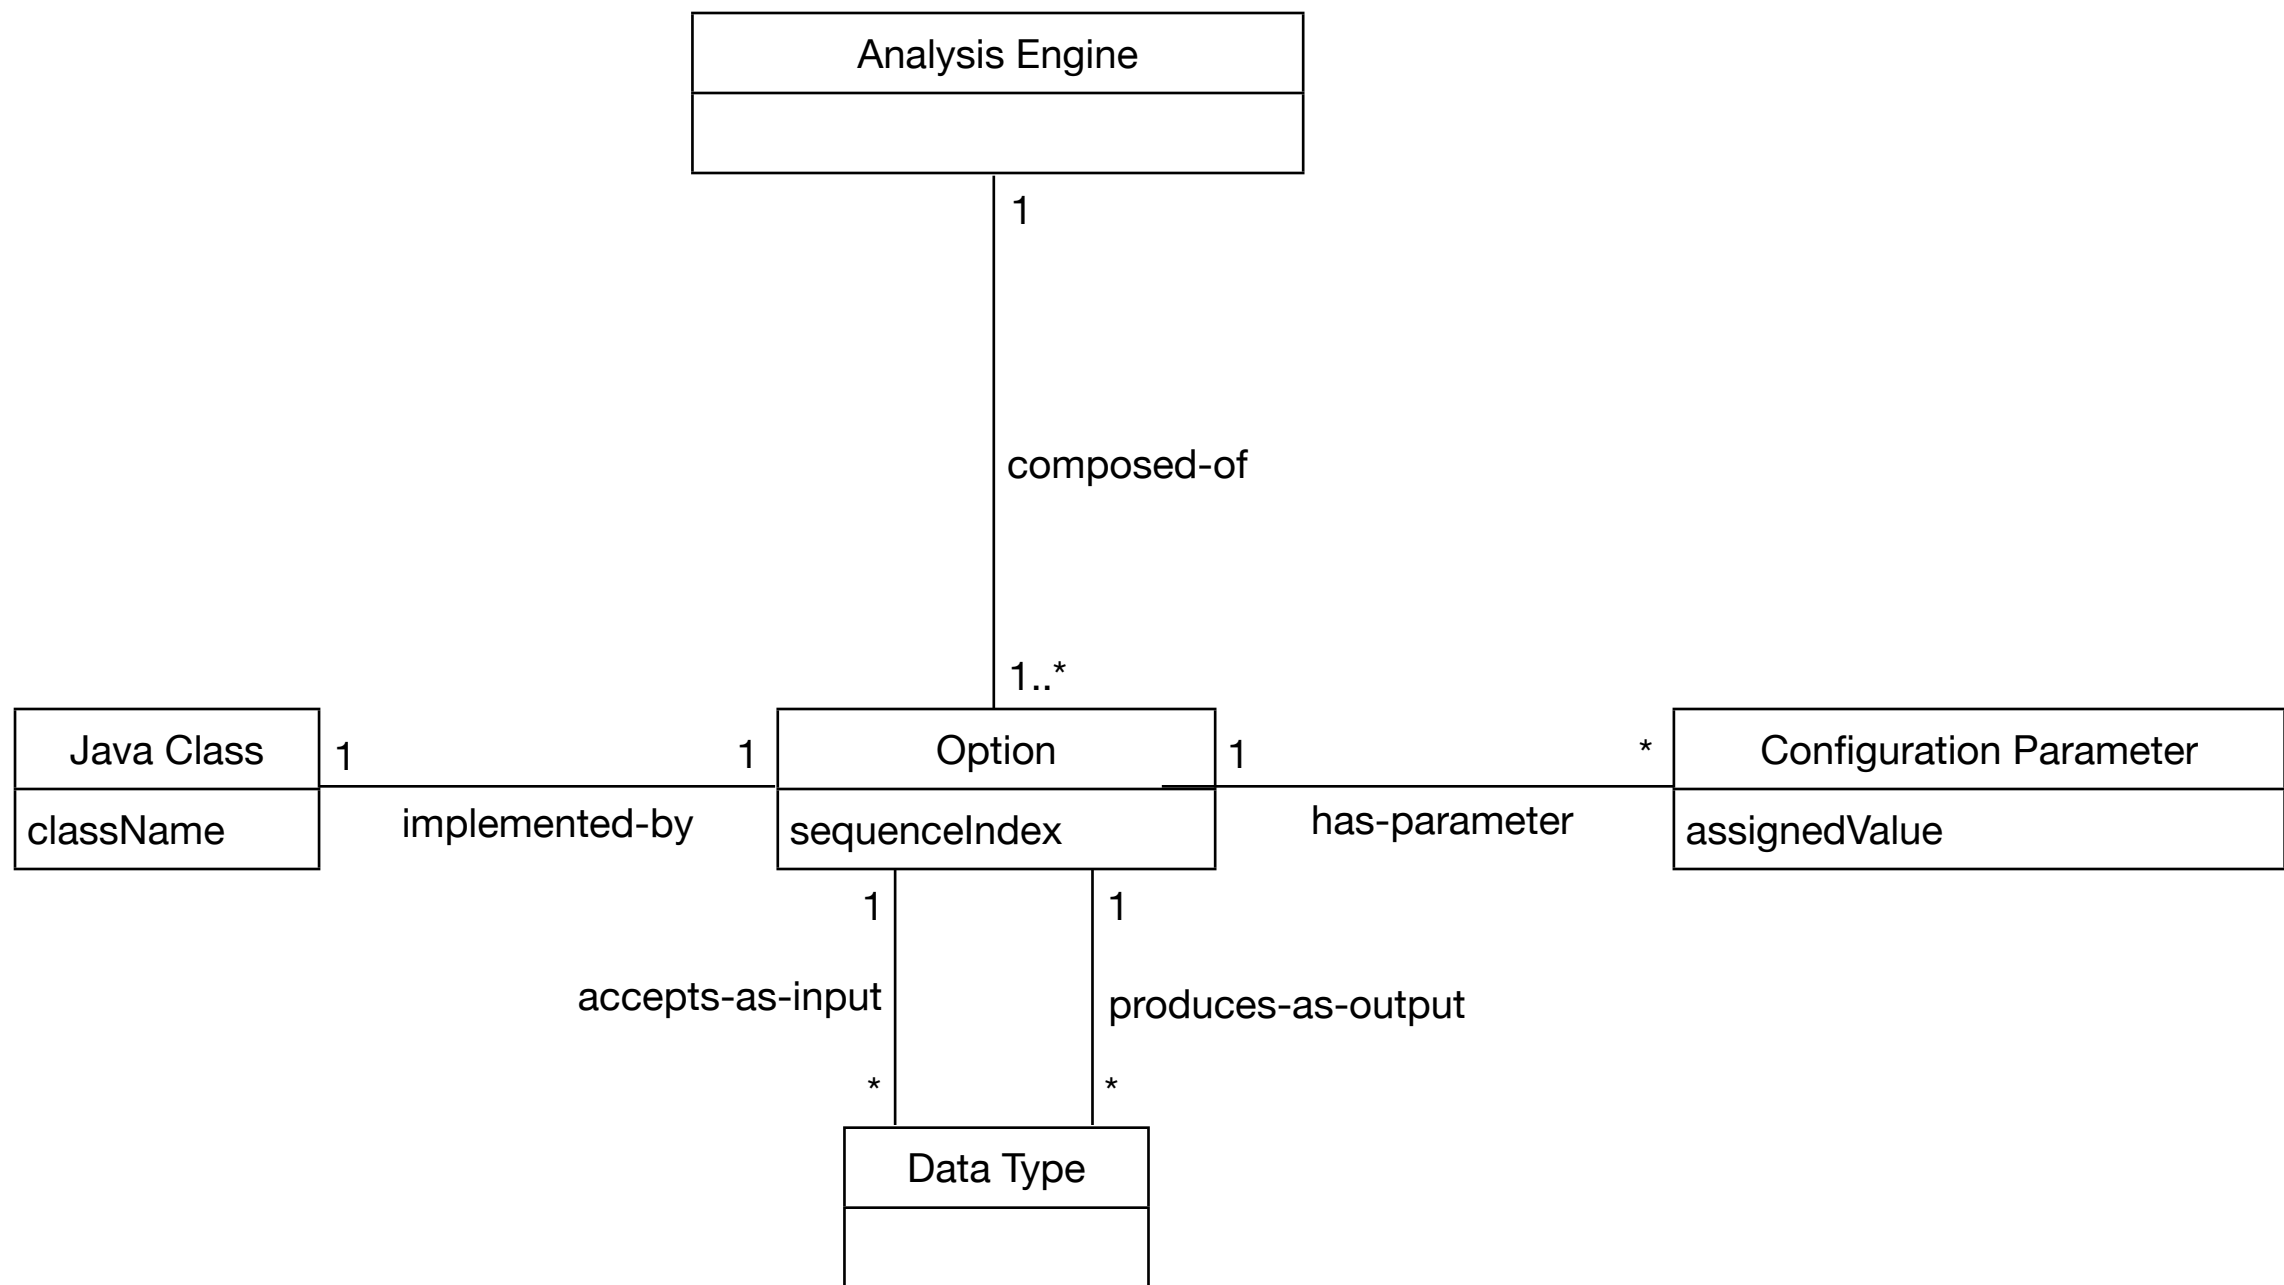 Analysis Engine
1
composed-of
1..*
Java Class
className
1
implemented-by
1
Option
sequenceIndex
1
has-parameter
*
Configuration Parameter
assignedValue
1
1
accepts-as-input
produces-as-output
*
*
Data Type